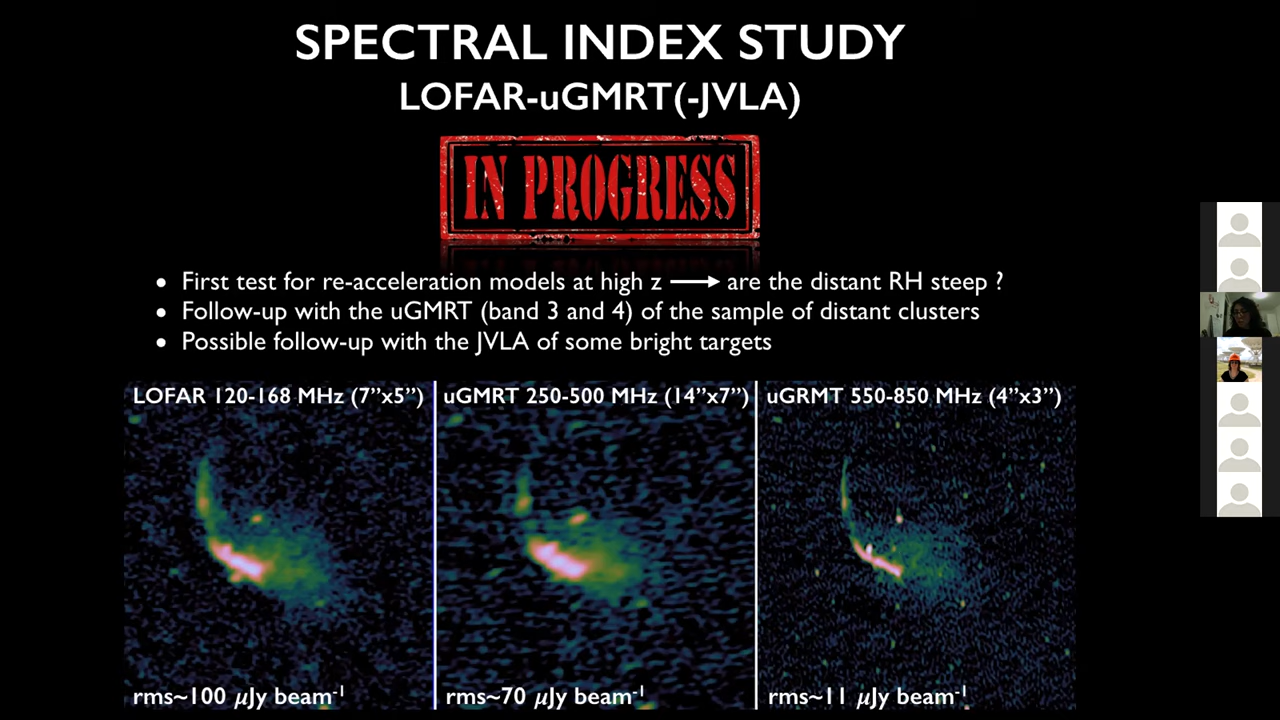 SPECTRAL INDEX STUDY
LOFAR-uGMRT(-JVLA)
IN PROGRESS
• First test for re-acceleration models at high z ⟶ are the distant RH steep ?
• Follow-up with the uGMRT (band 3 and 4) of the sample of distant clusters
• Possible follow-up with the JVLA of some bright targets
LOFAR 120-168 MHz (7”x5”)
uGMRT 250-500 MHz (14”x7”)
uGRMT 550-850 MHz (4”x3”)
rms~100 μJy beam⁻¹
rms~70 μJy beam⁻¹
rms~11 μJy beam⁻¹